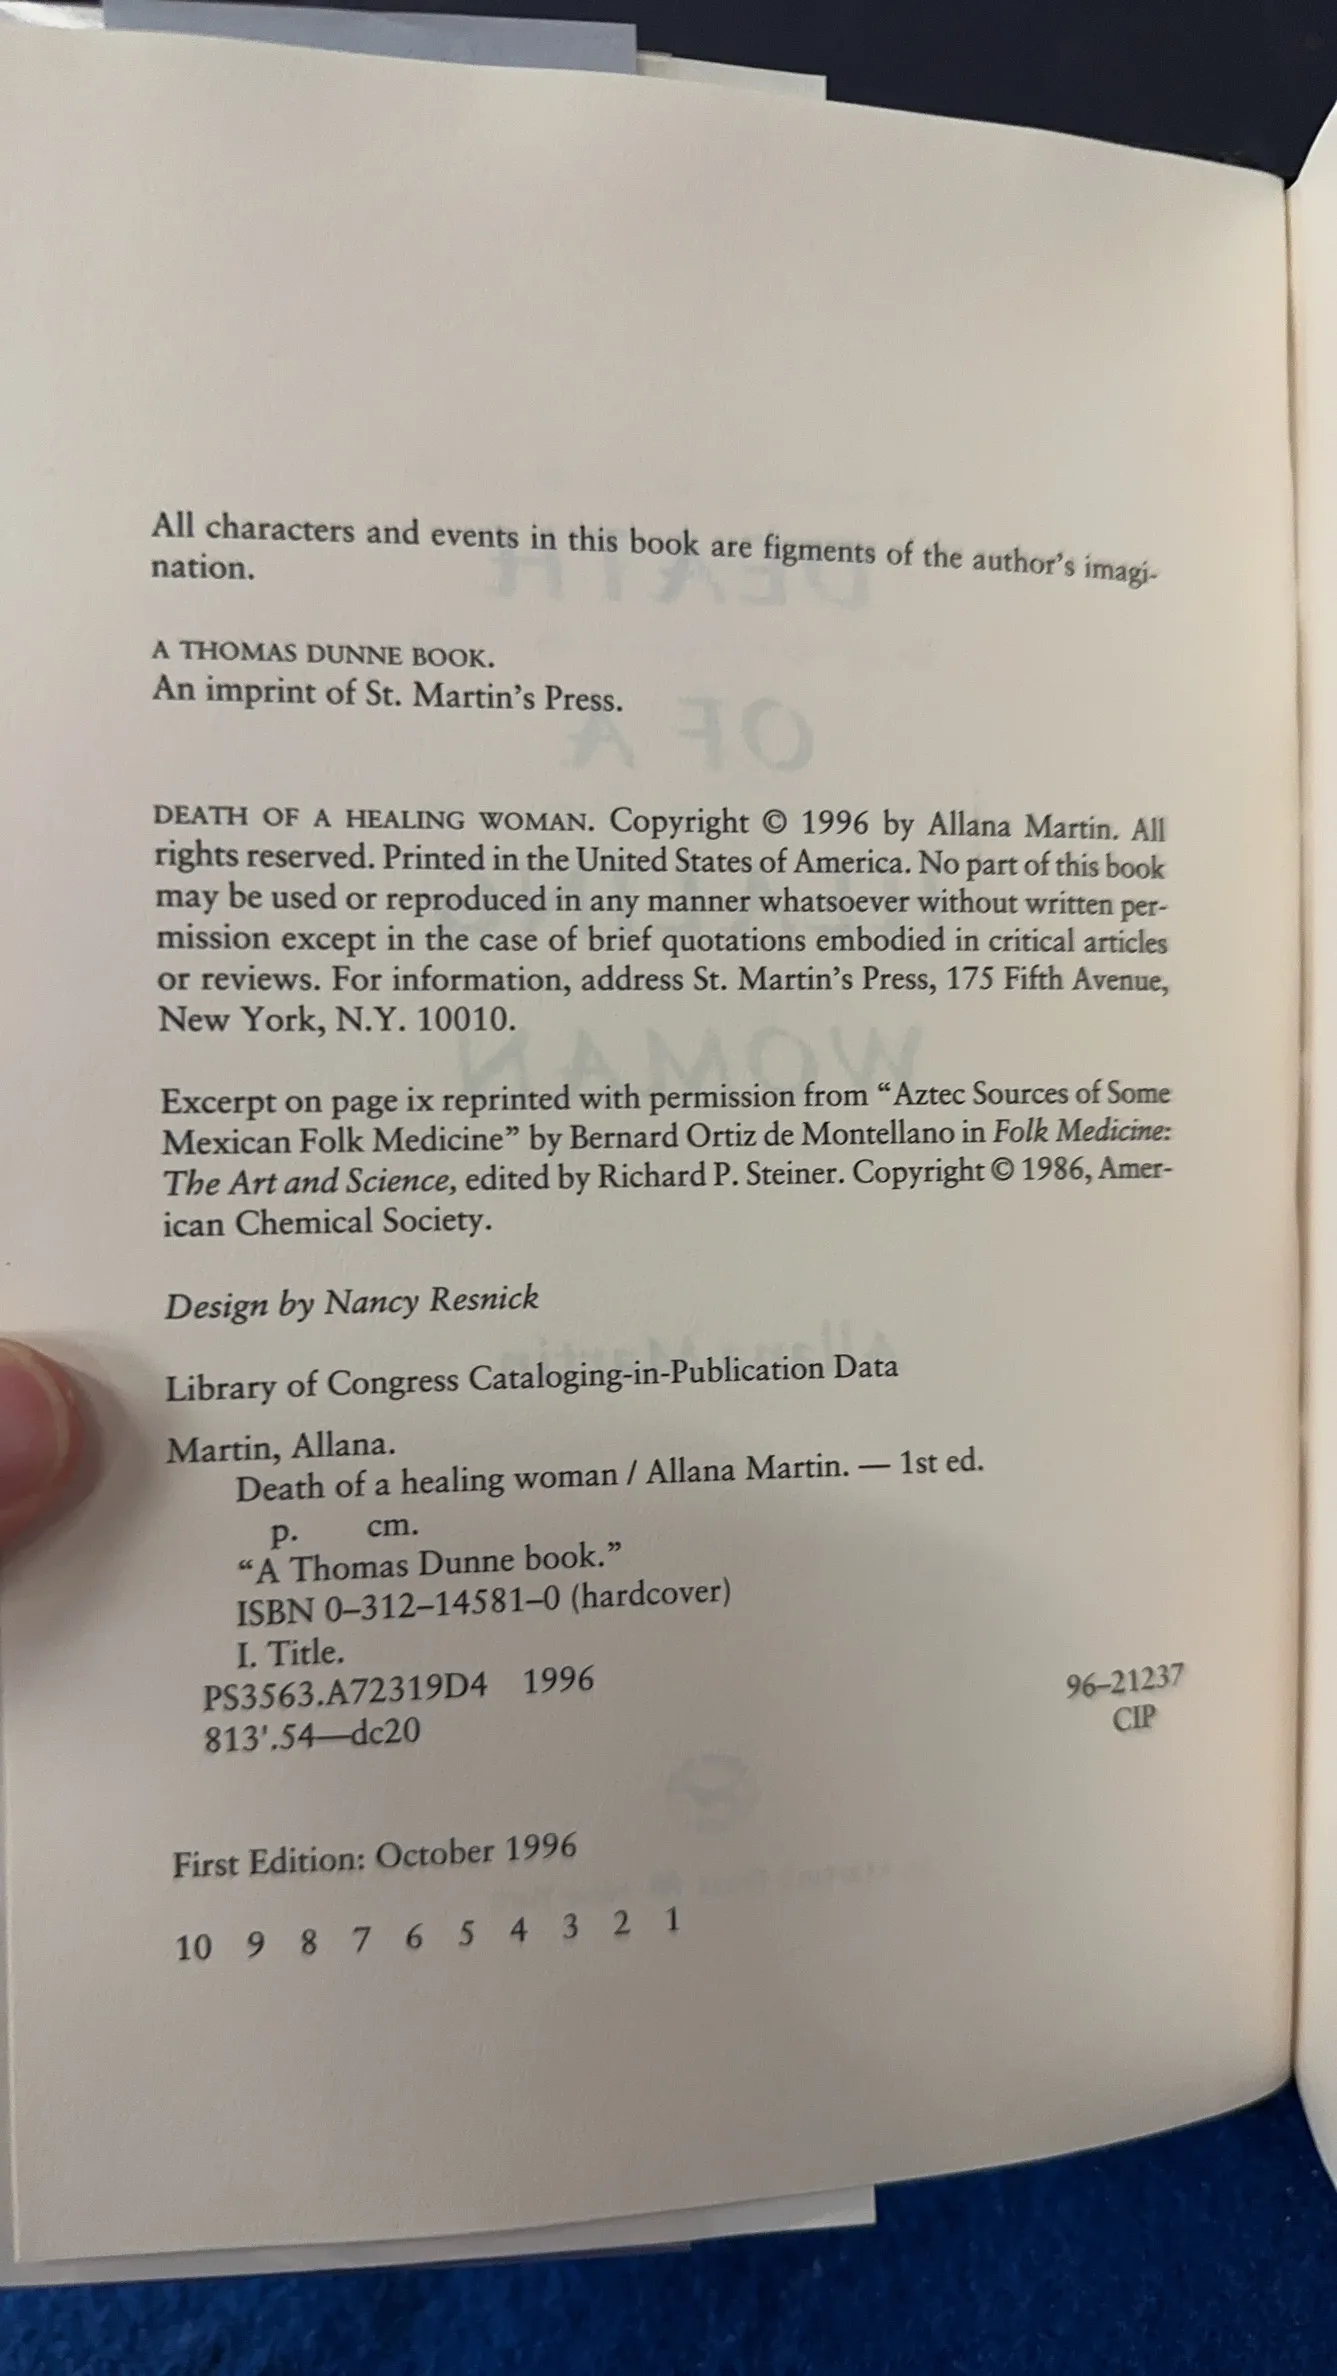 All characters and events in this book are figments of the author's imagi-
nation.
A THOMAS DUNNE BOOK.
An imprint of St. Martin's Press.
DEATH OF A HEALING WOMAN. Copyright © 1996 by Allana Martin. All
rights reserved. Printed in the United States of America. No part of this book
may be used or reproduced in any manner whatsoever without written per-
mission except in the case of brief quotations embodied in critical articles
or reviews. For information, address St. Martin's Press, 175 Fifth Avenue,
New York, N.Y. 10010.
Excerpt on page ix reprinted with permission from “Aztec Sources of Some
Mexican Folk Medicine” by Bernard Ortiz de Montellano in Folk Medicine:
The Art and Science, edited by Richard P. Steiner. Copyright © 1986, Amer-
ican Chemical Society.
Design by Nancy Resnick
Library of Congress Cataloging-in-Publication Data
Martin, Allana.
Death of a healing woman / Allana Martin. — 1st ed.
p. cm.
“A Thomas Dunne book.”
ISBN 0–312–14581–0 (hardcover)
I. Title.
PS3563.A72319D4 1996 96–21237
813'.54—dc20 CIP
First Edition: October 1996
10 9 8 7 6 5 4 3 2 1